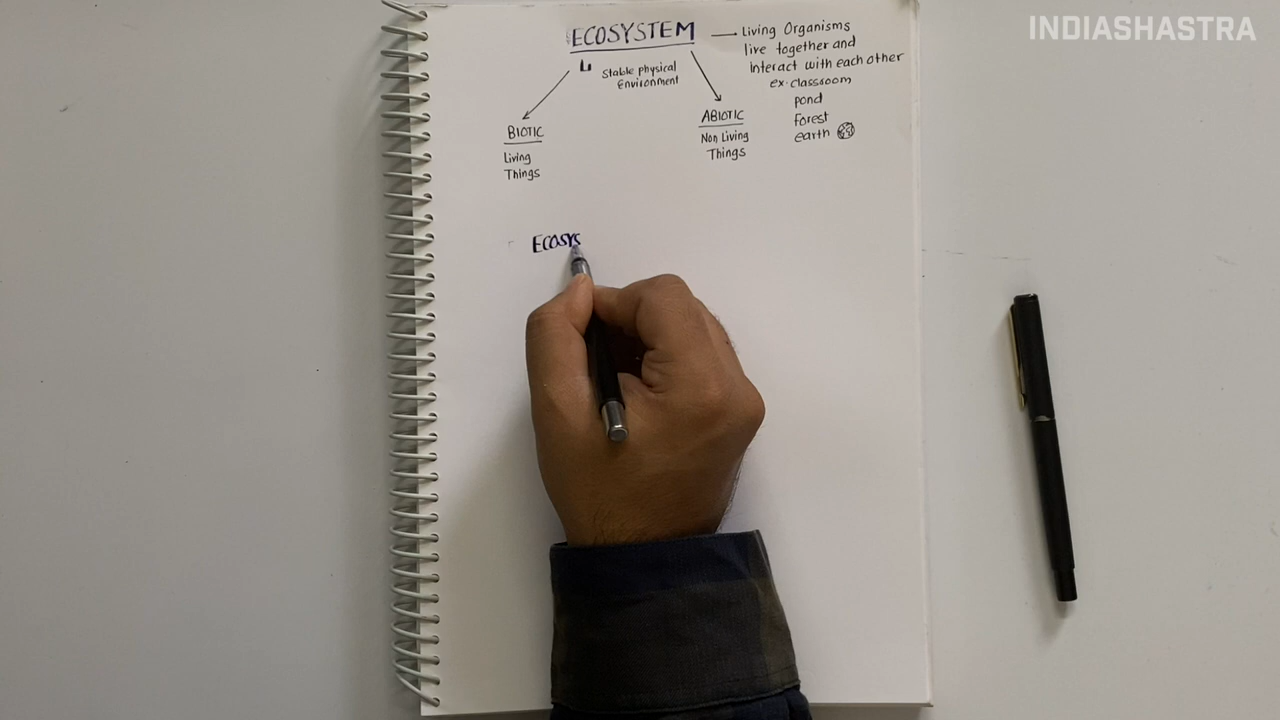 INDIASHASTRA
ECOSYSTEM
Living Organisms
live together and
Interact with each other
ex. classroom
pond
forest
earth
Stable physical
Environment
BIOTIC
Living
Things
ABIOTIC
Non Living
Things
ECOSYS